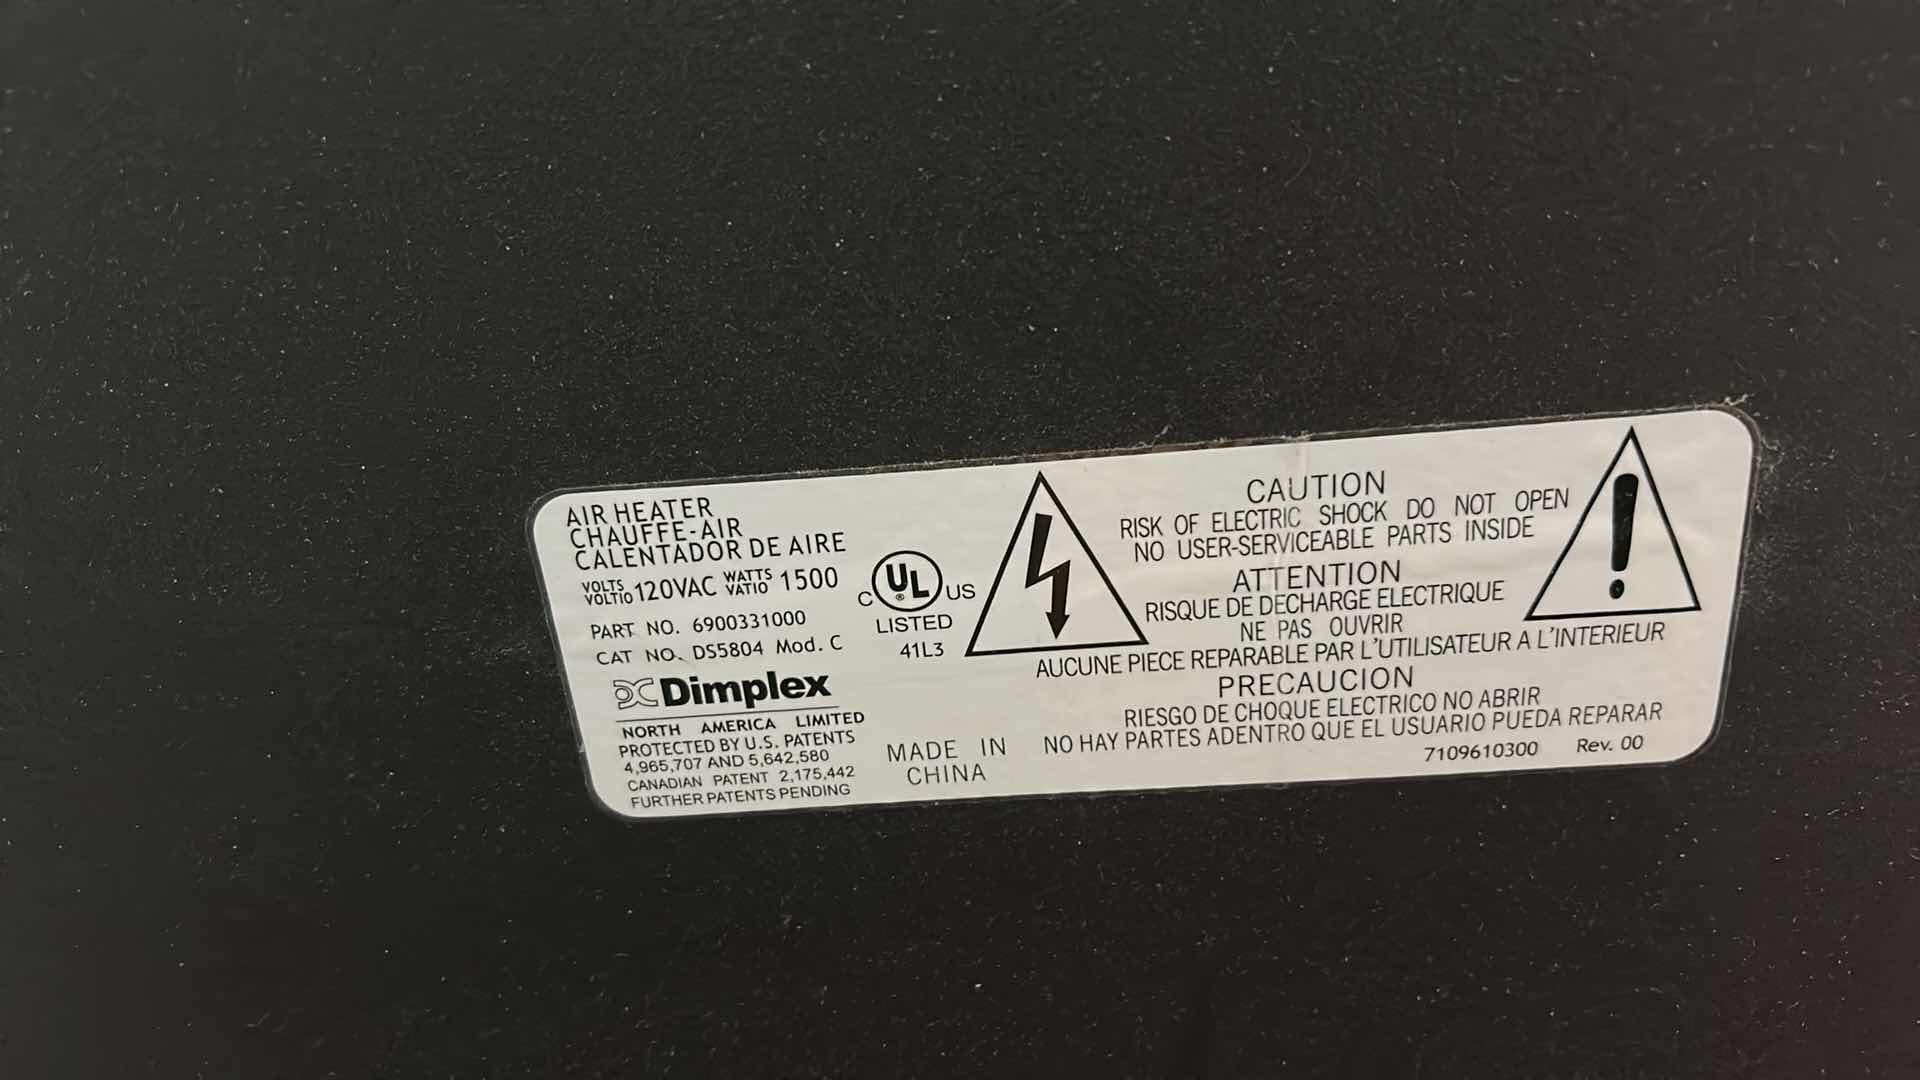 AIR HEATER
CHAUFFE-AIR
CALENTADOR DE AIRE
VOLTS
VOLTIO 120VAC WATTS
VATIO 1500
PART NO. 6900331000
CAT NO. DS5804 Mod. C
Dimplex
NORTH AMERICA LIMITED
PROTECTED BY U.S. PATENTS
4,965,707 AND 5,642,580
CANADIAN PATENT 2,175,442
FURTHER PATENTS PENDING
C UL ® US
LISTED
41L3
MADE IN
CHINA
CAUTION
RISK OF ELECTRIC SHOCK DO NOT OPEN
NO USER-SERVICEABLE PARTS INSIDE
ATTENTION
RISQUE DE DECHARGE ELECTRIQUE
NE PAS OUVRIR
AUCUNE PIECE REPARABLE PAR L'UTILISATEUR A L'INTERIEUR
PRECAUCION
RIESGO DE CHOQUE ELECTRICO NO ABRIR
NO HAY PARTES ADENTRO QUE EL USUARIO PUEDA REPARAR
7109610300 Rev. 00